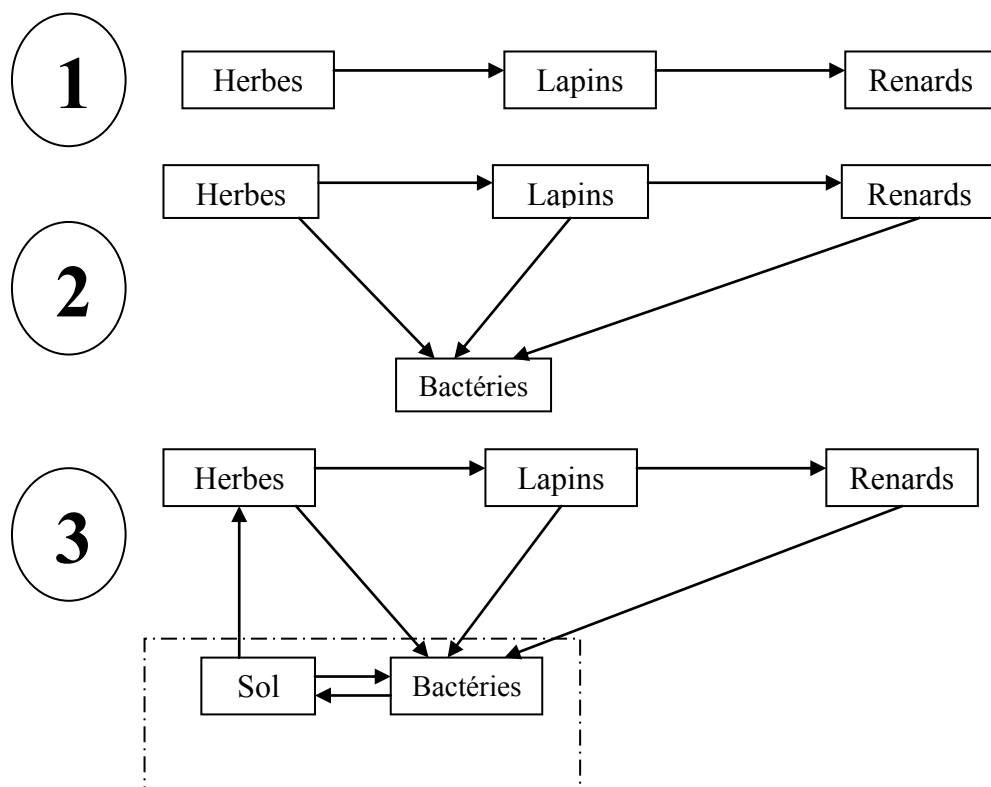 1
Herbes Lapins Renards
Herbes Lapins Renards
2
Bactéries
Herbes Lapins Renards
3
Sol Bactéries